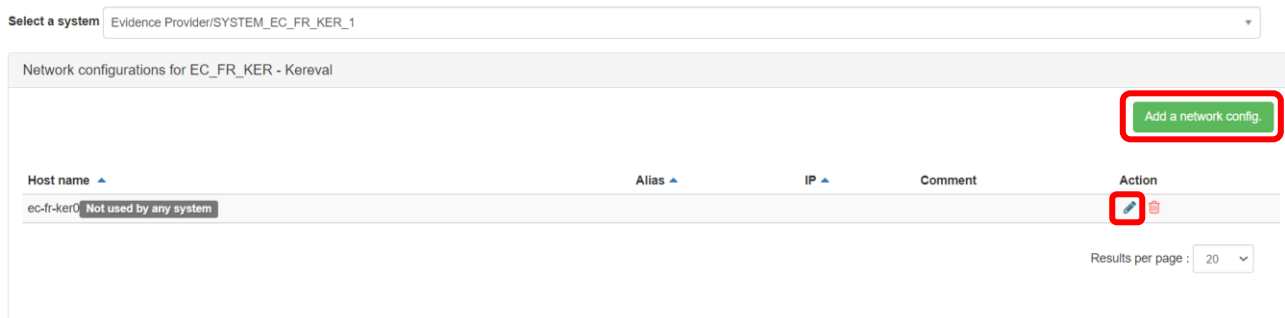 Select a system Evidence Provider/SYSTEM_EC_FR_KER_1
Network configurations for EC_FR_KER - Kereval
Add a network config.
Host name Alias IP Comment Action
ec-fr-ker0 Not used by any system
Results per page : 20